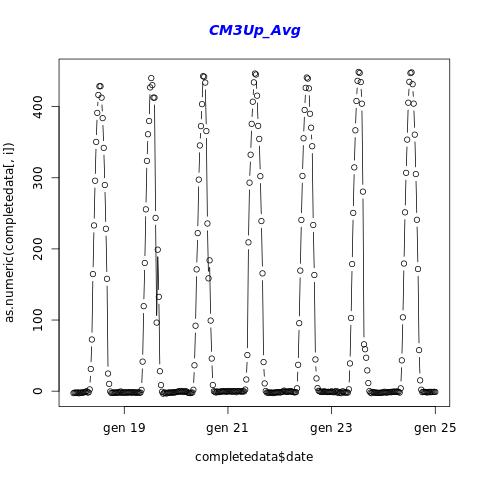 CM3Up_Avg
as.numeric(completedata[, i])
400
300
200
100
0
gen 19
gen 21
gen 23
gen 25
completedata$date